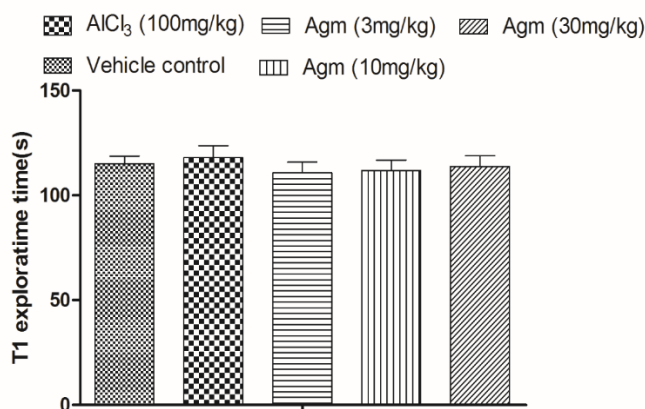 AlCl₃ (100mg/kg) Agm (3mg/kg) Agm (30mg/kg)
Vehicle control Agm (10mg/kg)
150
100
50
0
T1 exploratime time(s)